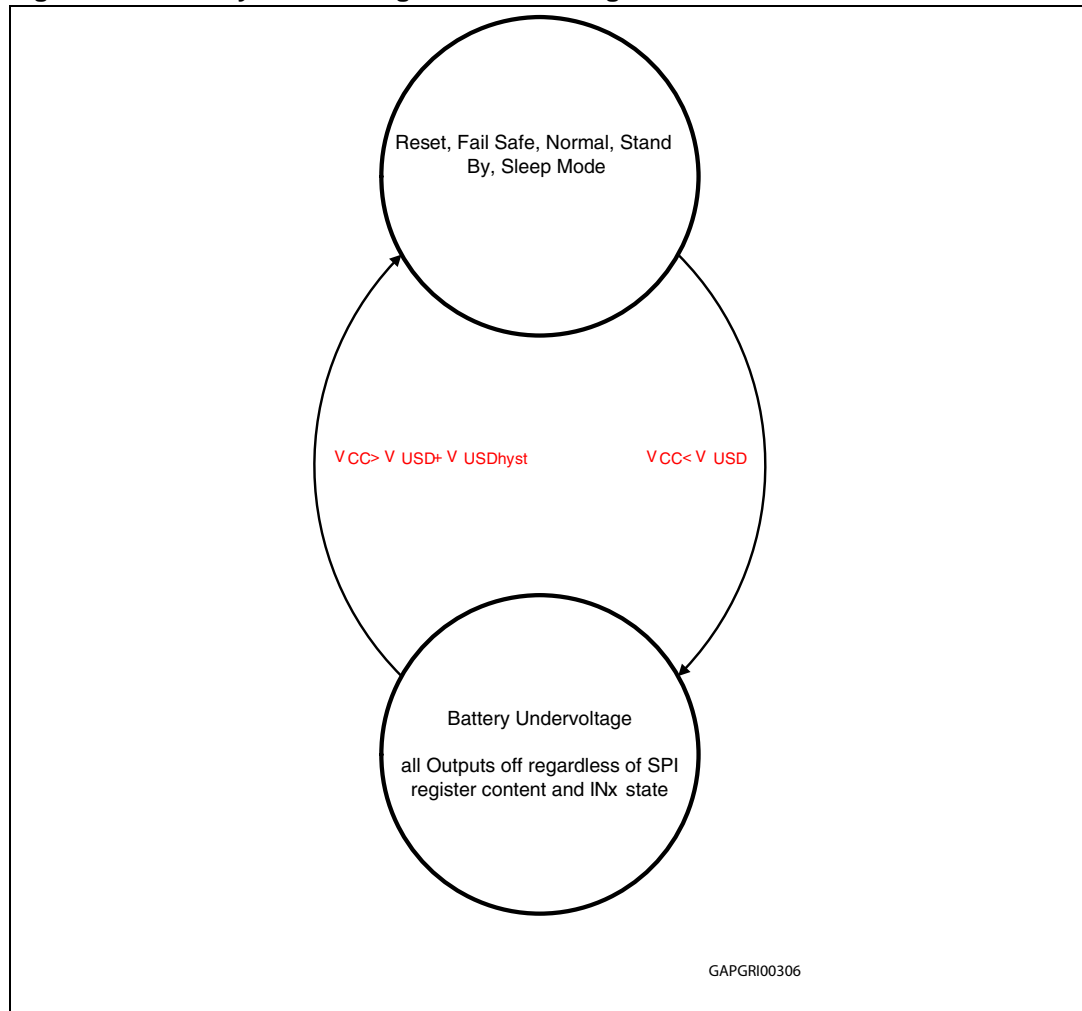 Reset, Fail Safe, Normal, Stand
By, Sleep Mode
VCC> V USD+ V USDhyst
VCC< V USD
Battery Undervoltage
all Outputs off regardless of SPI
register content and INx state
GAPGRI00306